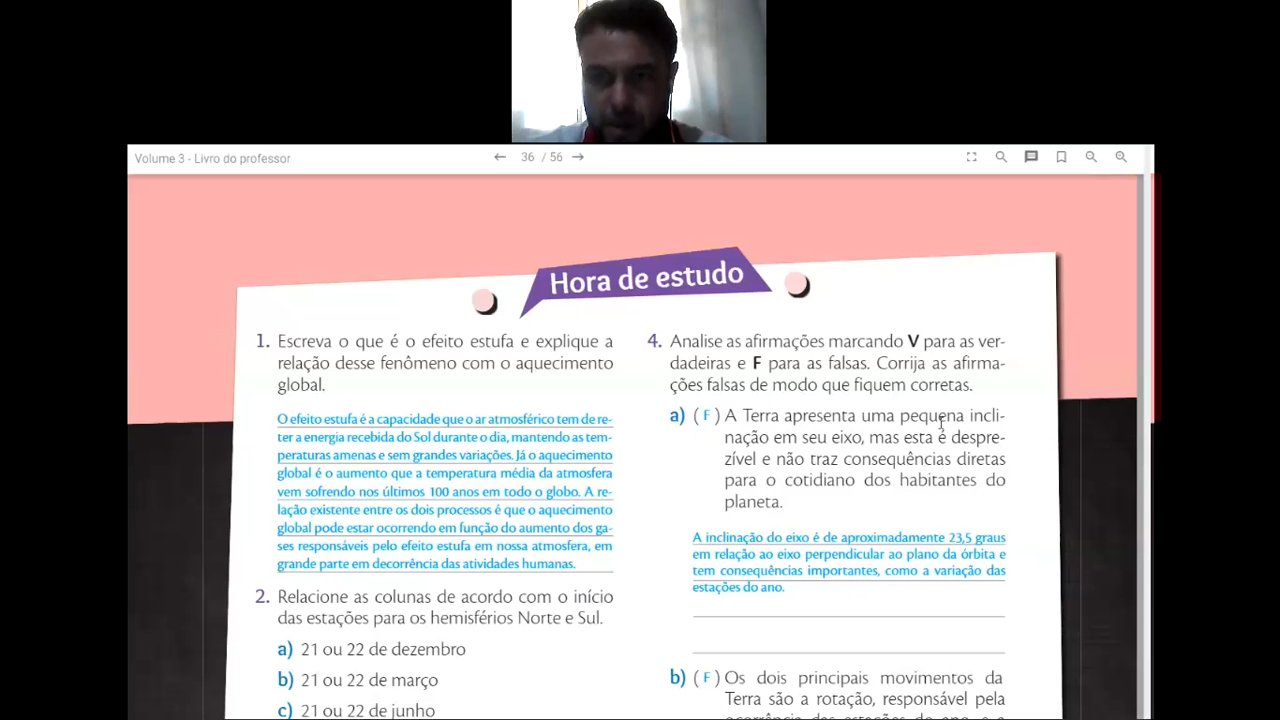 Volume 3 - Livro do professor
36 / 56
Hora de estudo
1. Escreva o que é o efeito estufa e explique a
relação desse fenômeno com o aquecimento
global.
O efeito estufa é a capacidade que o ar atmosférico tem de re-
ter a energia recebida do Sol durante o dia, mantendo as tem-
peraturas amenas e sem grandes variações. Já o aquecimento
global é o aumento que a temperatura média da atmosfera
vem sofrendo nos últimos 100 anos em todo o globo. A re-
lação existente entre os dois processos é que o aquecimento
global pode estar ocorrendo em função do aumento dos ga-
ses responsáveis pelo efeito estufa em nossa atmosfera, em
grande parte em decorrência das atividades humanas.
2. Relacione as colunas de acordo com o início
das estações para os hemisférios Norte e Sul.
a) 21 ou 22 de dezembro
b) 21 ou 22 de março
c) 21 ou 22 de junho
4. Analise as afirmações marcando V para as ver-
dadeiras e F para as falsas. Corrija as afirma-
ções falsas de modo que fiquem corretas.
a) ( F ) A Terra apresenta uma pequena incli-
nação em seu eixo, mas esta é despre-
zível e não traz consequências diretas
para o cotidiano dos habitantes do
planeta.
A inclinação do eixo é de aproximadamente 23,5 graus
em relação ao eixo perpendicular ao plano da órbita e
tem consequências importantes, como a variação das
estações do ano.
b) ( F ) Os dois principais movimentos da
Terra são a rotação, responsável pela
ocorrência das estações do ano, e a